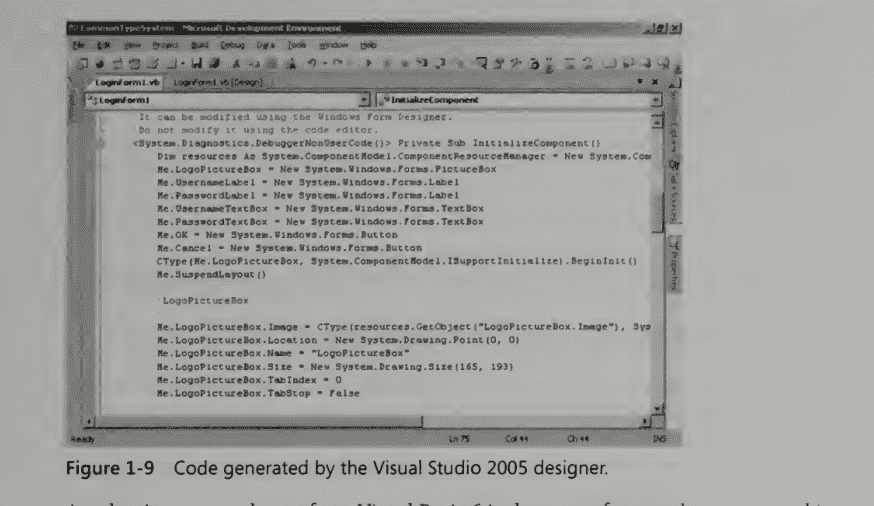 CommonTypeSystem - Microsoft Development Environment
File Edit View Project Build Debug Data Tools Window Help
LoginForm1.vb LoginForm1.vb [Design]
LoginForm1 InitializeComponent
It can be modified using the Windows Form Designer.
Do not modify it using the code editor.
<System.Diagnostics.DebuggerNonUserCode()> Private Sub InitializeComponent()
Dim resources As System.ComponentModel.ComponentResourceManager = New System.Com
Me.LogoPictureBox = New System.Windows.Forms.PictureBox
Me.UsernameLabel = New System.Windows.Forms.Label
Me.PasswordLabel = New System.Windows.Forms.Label
Me.UsernameTextBox = New System.Windows.Forms.TextBox
Me.PasswordTextBox = New System.Windows.Forms.TextBox
Me.OK = New System.Windows.Forms.Button
Me.Cancel = New System.Windows.Forms.Button
CType(Me.LogoPictureBox, System.ComponentModel.ISupportInitialize).BeginInit()
Me.SuspendLayout()
'LogoPictureBox
Me.LogoPictureBox.Image = CType(resources.GetObject("LogoPictureBox.Image"), Sys
Me.LogoPictureBox.Location = New System.Drawing.Point(0, 0)
Me.LogoPictureBox.Name = "LogoPictureBox"
Me.LogoPictureBox.Size = New System.Drawing.Size(165, 193)
Me.LogoPictureBox.TabIndex = 0
Me.LogoPictureBox.TabStop = False
Solution Explorer
Data Sources
Properties
Ready Ln 75 Col 44 Ch 44 INS
Figure 1-9 Code generated by the Visual Studio 2005 designer.